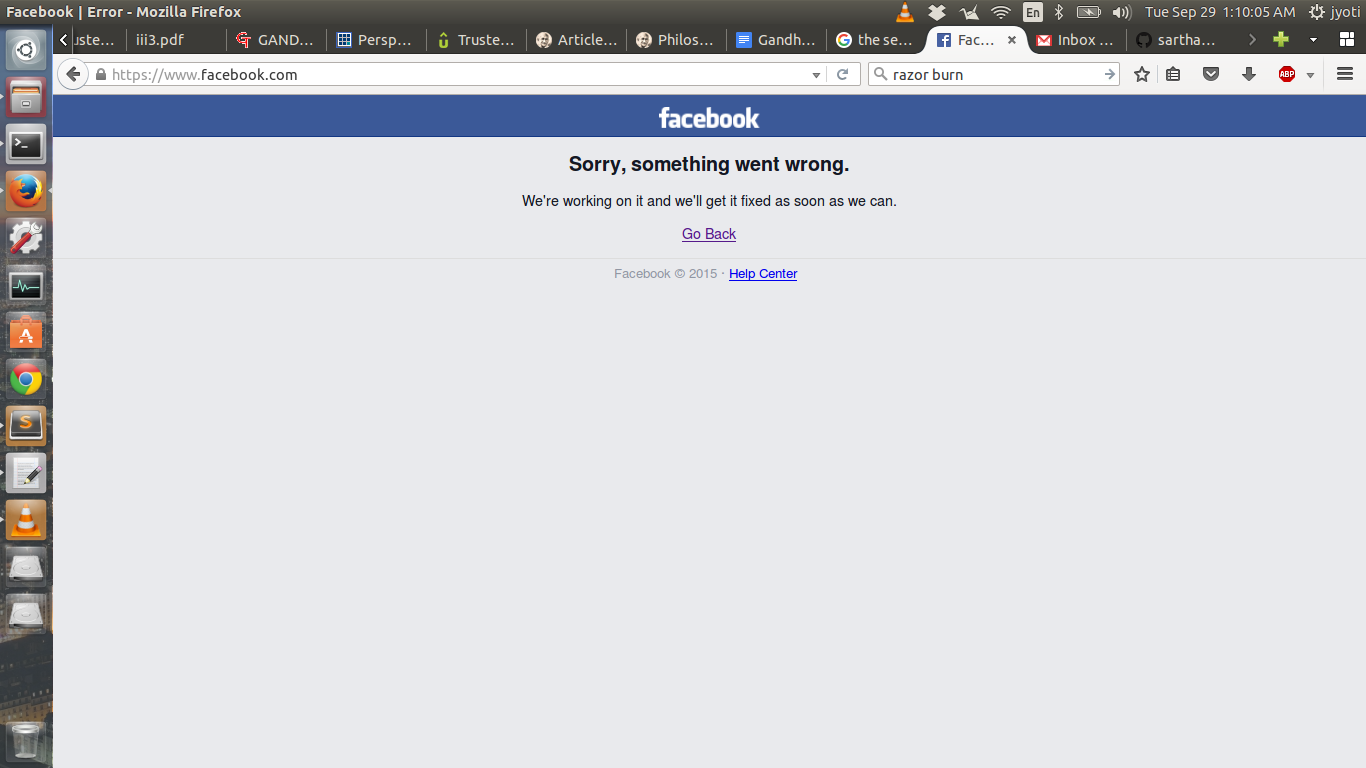 Facebook | Error - Mozilla Firefox
En
Tue Sep 29 1:10:05 AM
jyoti
uste...
iii3.pdf
GAND...
Persp...
Truste...
Article...
Philos...
Gandh...
the se...
Fac...
Inbox ...
sartha...
https://www.facebook.com
razor burn
ABP
facebook
Sorry, something went wrong.
We're working on it and we'll get it fixed as soon as we can.
Go Back
Facebook © 2015 · Help Center